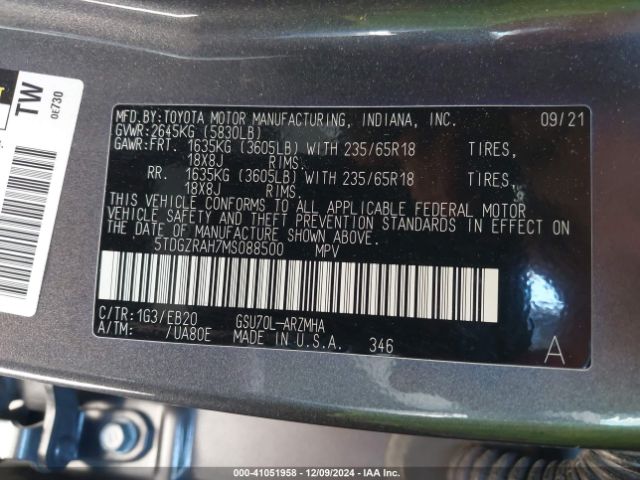 TW
0E730
MFD.BY:TOYOTA MOTOR MANUFACTURING, INDIANA, INC. 09/21
GVWR:2645KG (5830LB)
GAWR:FRT. 1635KG (3605LB) WITH 235/65R18 TIRES,
18X8J RIMS.
RR. 1635KG (3605LB) WITH 235/65R18 TIRES,
18X8J RIMS
THIS VEHICLE CONFORMS TO ALL APPLICABLE FEDERAL MOTOR
VEHICLE SAFETY AND THEFT PREVENTION STANDARDS IN EFFECT ON
THE DATE OF MANUFACTURE SHOWN ABOVE.
5TDGZRAH7MS088500 MPV
C/TR:1G3/EB20 GSU70L-ARZMHA
A/TM: /UA80E MADE IN U.S.A. 346 A
000-41051958 - 12/09/2024 - IAA Inc.